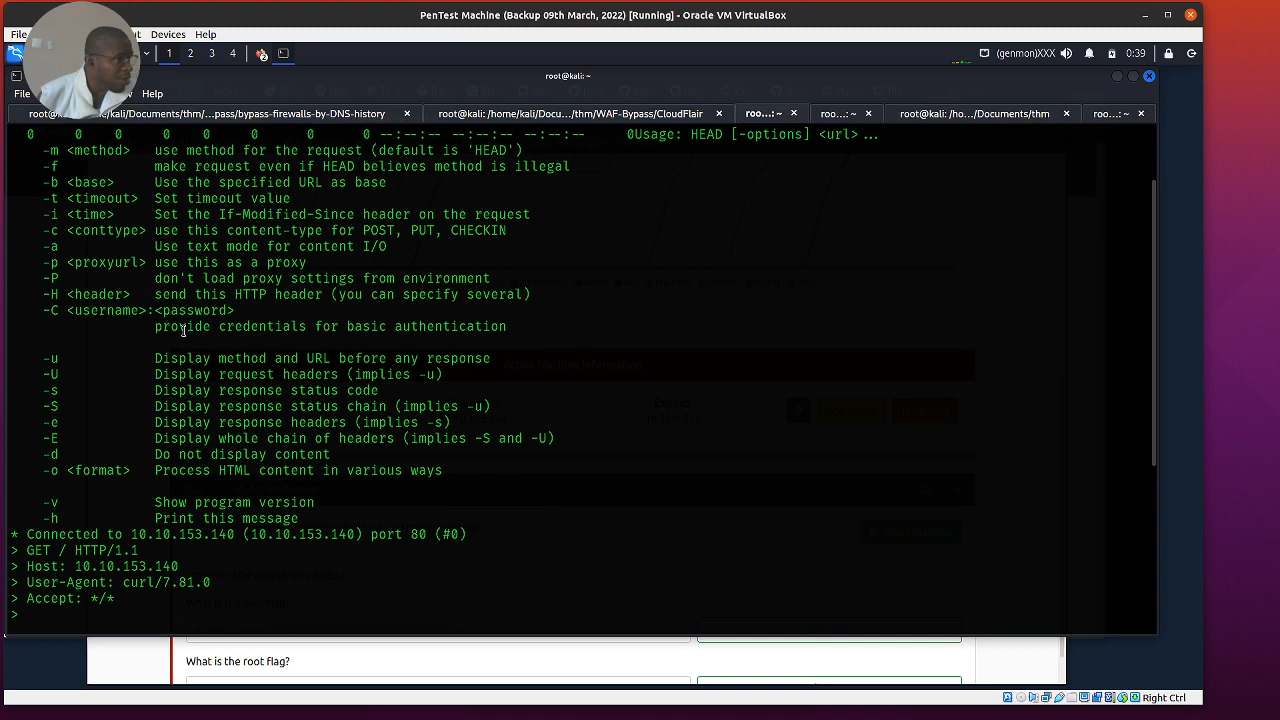 PenTest Machine (Backup 09th March, 2022) [Running] - Oracle VM VirtualBox
File Devices Help
1 2 3 4 (genmon)XXX 0:39
root@kali: ~
File Help
root@kali: /home/kali/Documents/thm/...pass/bypass-firewalls-by-DNS-history root@kali: /home/kali/Documents/thm/WAF-Bypass/CloudFlair roo...: ~ roo...: ~ root@kali: /ho.../Documents/thm roo...: ~
0 0 0 0 0 0 0 0 --:--:-- --:--:-- --:--:-- 0Usage: HEAD [-options] <url>...
-m <method> use method for the request (default is 'HEAD')
-f make request even if HEAD believes method is illegal
-b <base> Use the specified URL as base
-t <timeout> Set timeout value
-i <time> Set the If-Modified-Since header on the request
-c <conttype> use this content-type for POST, PUT, CHECKIN
-a Use text mode for content I/O
-p <proxyurl> use this as a proxy
-P don't load proxy settings from environment
-H <header> send this HTTP header (you can specify several)
-C <username>:<password>
provide credentials for basic authentication
-u Display method and URL before any response
-U Display request headers (implies -u)
-s Display response status code
-S Display response status chain (implies -u)
-e Display response headers (implies -s)
-E Display whole chain of headers (implies -S and -U)
-d Do not display content
-o <format> Process HTML content in various ways
-v Show program version
-h Print this message
* Connected to 10.10.153.140 (10.10.153.140) port 80 (#0)
> GET / HTTP/1.1
> Host: 10.10.153.140
> User-Agent: curl/7.81.0
> Accept: */*
>
What is the root flag?
Right Ctrl